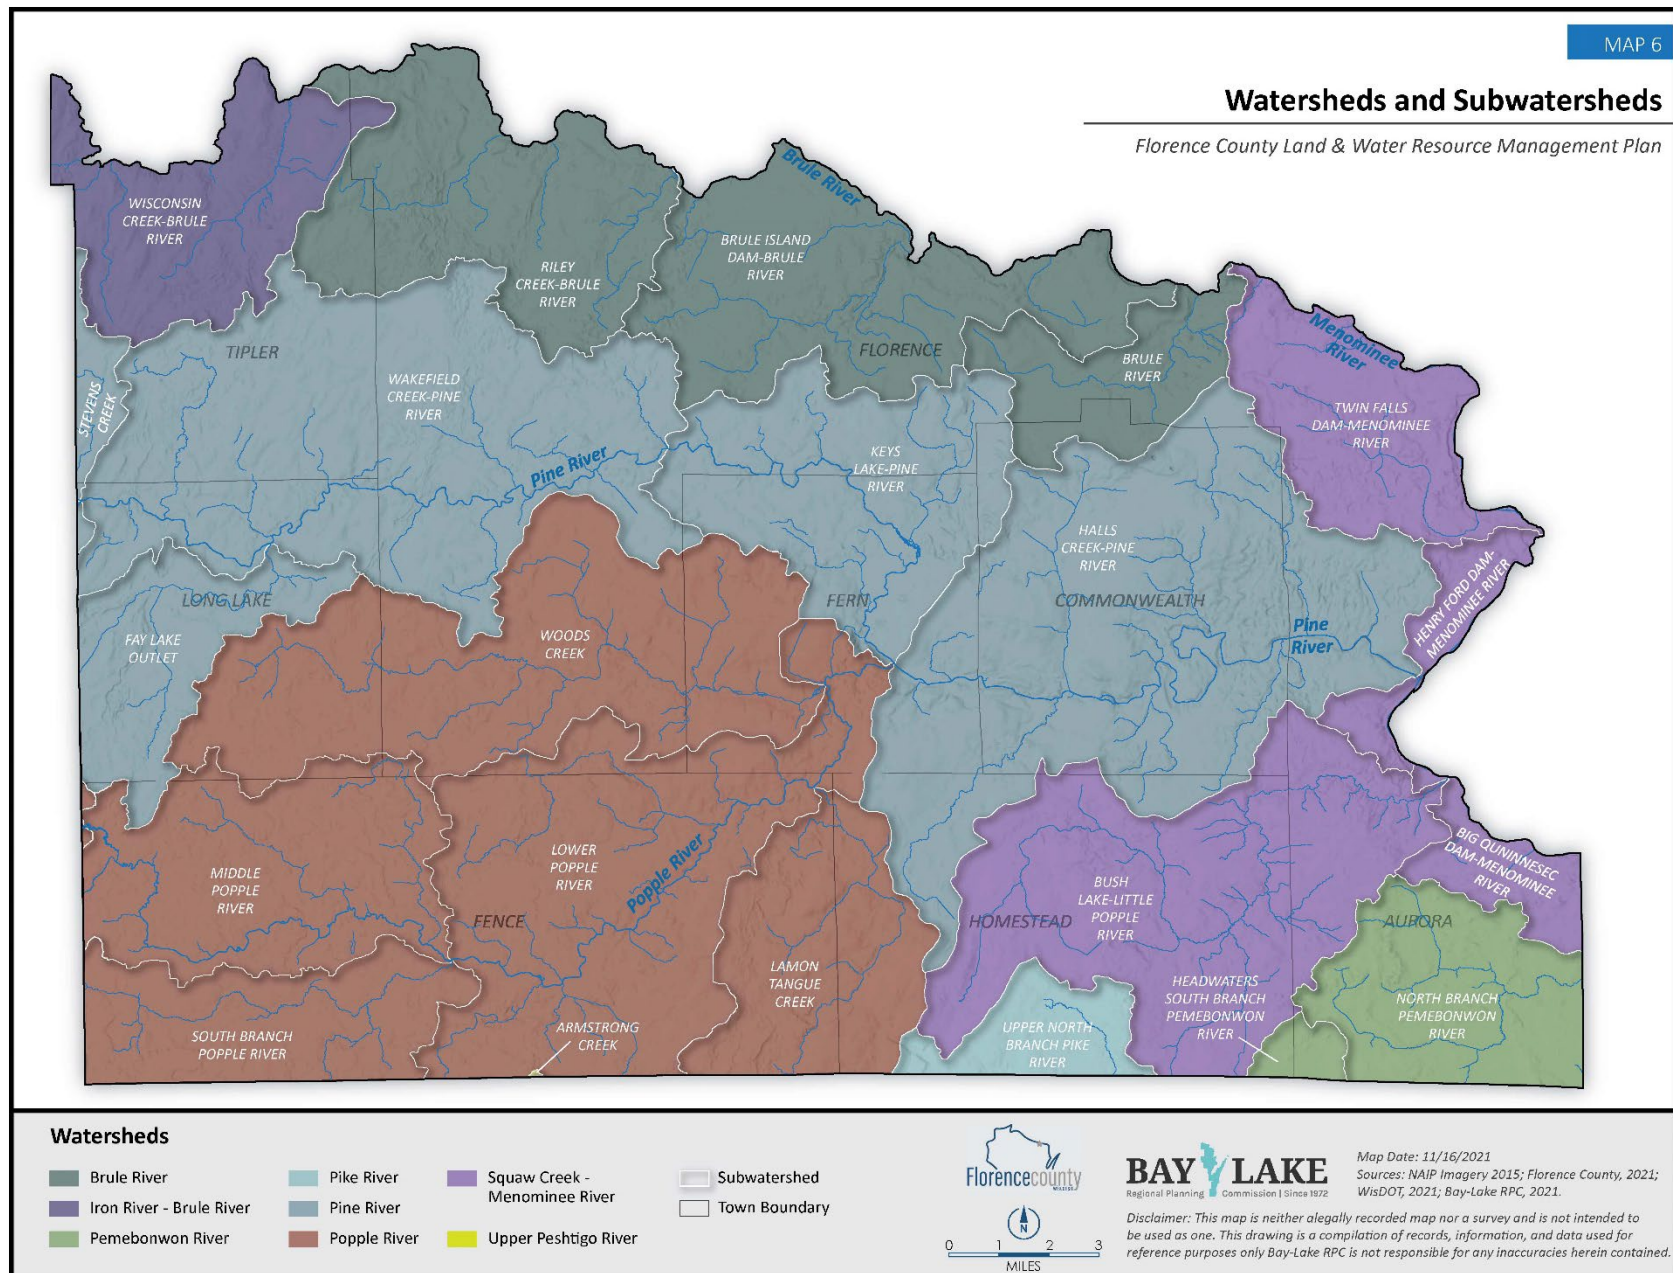 MAP 6
Watersheds and Subwatersheds
Florence County Land & Water Resource Management Plan
Brule River
WISCONSIN
CREEK-BRULE
RIVER
RILEY
CREEK-BRULE
RIVER
BRULE ISLAND
DAM-BRULE
RIVER
Menominee
River
TIPLER
FLORENCE
BRULE
RIVER
STEVENS
CREEK
WAKEFIELD
CREEK-PINE
RIVER
TWIN FALLS
DAM-MENOMINEE
RIVER
Pine River
KEYS
LAKE-PINE
RIVER
HALLS
CREEK-PINE
RIVER
HENRY FORD DAM-
MENOMINEE RIVER
LONG LAKE
FERN
COMMONWEALTH
FAY LAKE
OUTLET
WOODS
CREEK
Pine
River
MIDDLE
POPPLE
RIVER
LOWER
POPPLE
RIVER
Popple River
BIG QUNINNESEC
DAM-MENOMINEE
RIVER
BUSH
LAKE-LITTLE
POPPLE
RIVER
FENCE
HOMESTEAD
AURORA
LAMON
TANGUE
CREEK
HEADWATERS
SOUTH BRANCH
PEMEBONWON
RIVER
NORTH BRANCH
PEMEBONWON
RIVER
SOUTH BRANCH
POPPLE RIVER
ARMSTRONG
CREEK
UPPER NORTH
BRANCH PIKE
RIVER
Watersheds
Brule River
Iron River - Brule River
Pemebonwon River
Pike River
Pine River
Popple River
Squaw Creek -
Menominee River
Upper Peshtigo River
Subwatershed
Town Boundary
Florencecounty
WISCONSIN
N
0 1 2 3
MILES
BAY LAKE
Regional Planning Commission | Since 1972
Map Date: 11/16/2021
Sources: NAIP Imagery 2015; Florence County, 2021;
WisDOT, 2021; Bay-Lake RPC, 2021.
Disclaimer: This map is neither alegally recorded map nor a survey and is not intended to
be used as one. This drawing is a compilation of records, information, and data used for
reference purposes only Bay-Lake RPC is not responsible for any inaccuracies herein contained.